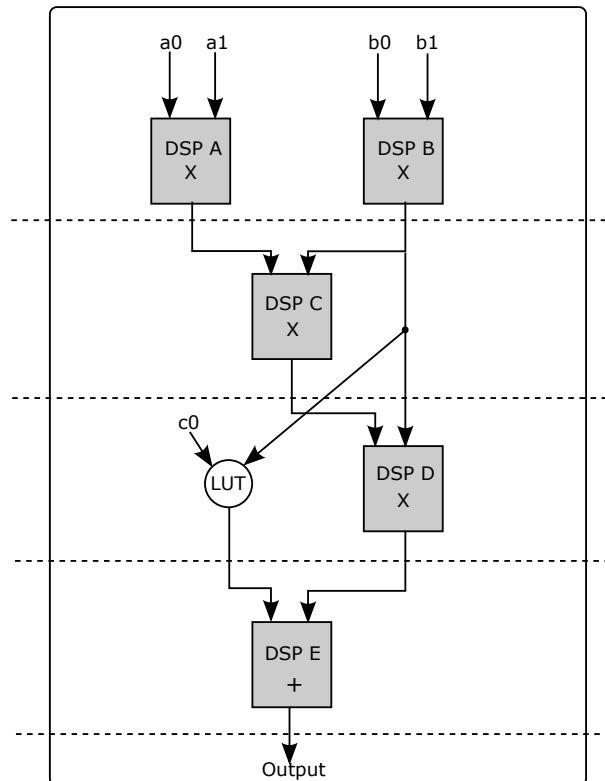 a0 a1 b0 b1
DSP A
X
DSP B
X
DSP C
X
c0
LUT
DSP D
X
DSP E
+
Output